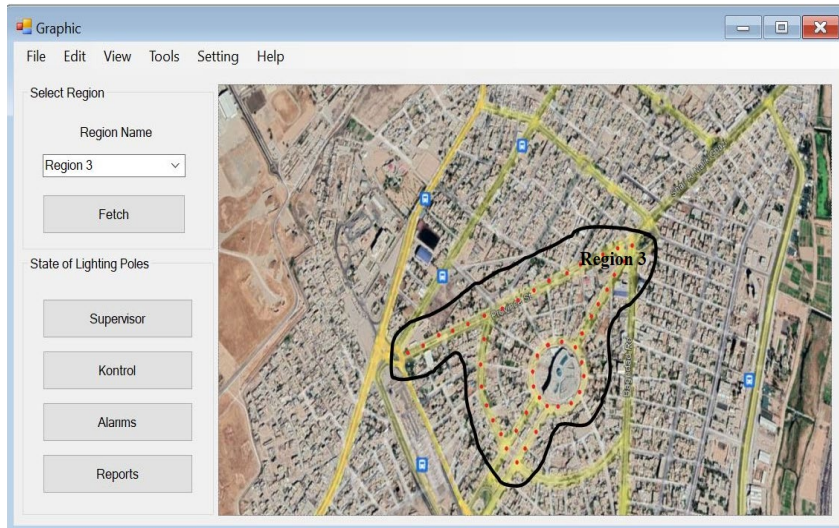 Graphic
File Edit View Tools Setting Help
Select Region
Region Name
Region 3
Fetch
State of Lighting Poles
Supervisor
Kontrol
Alanms
Reports
Region 3